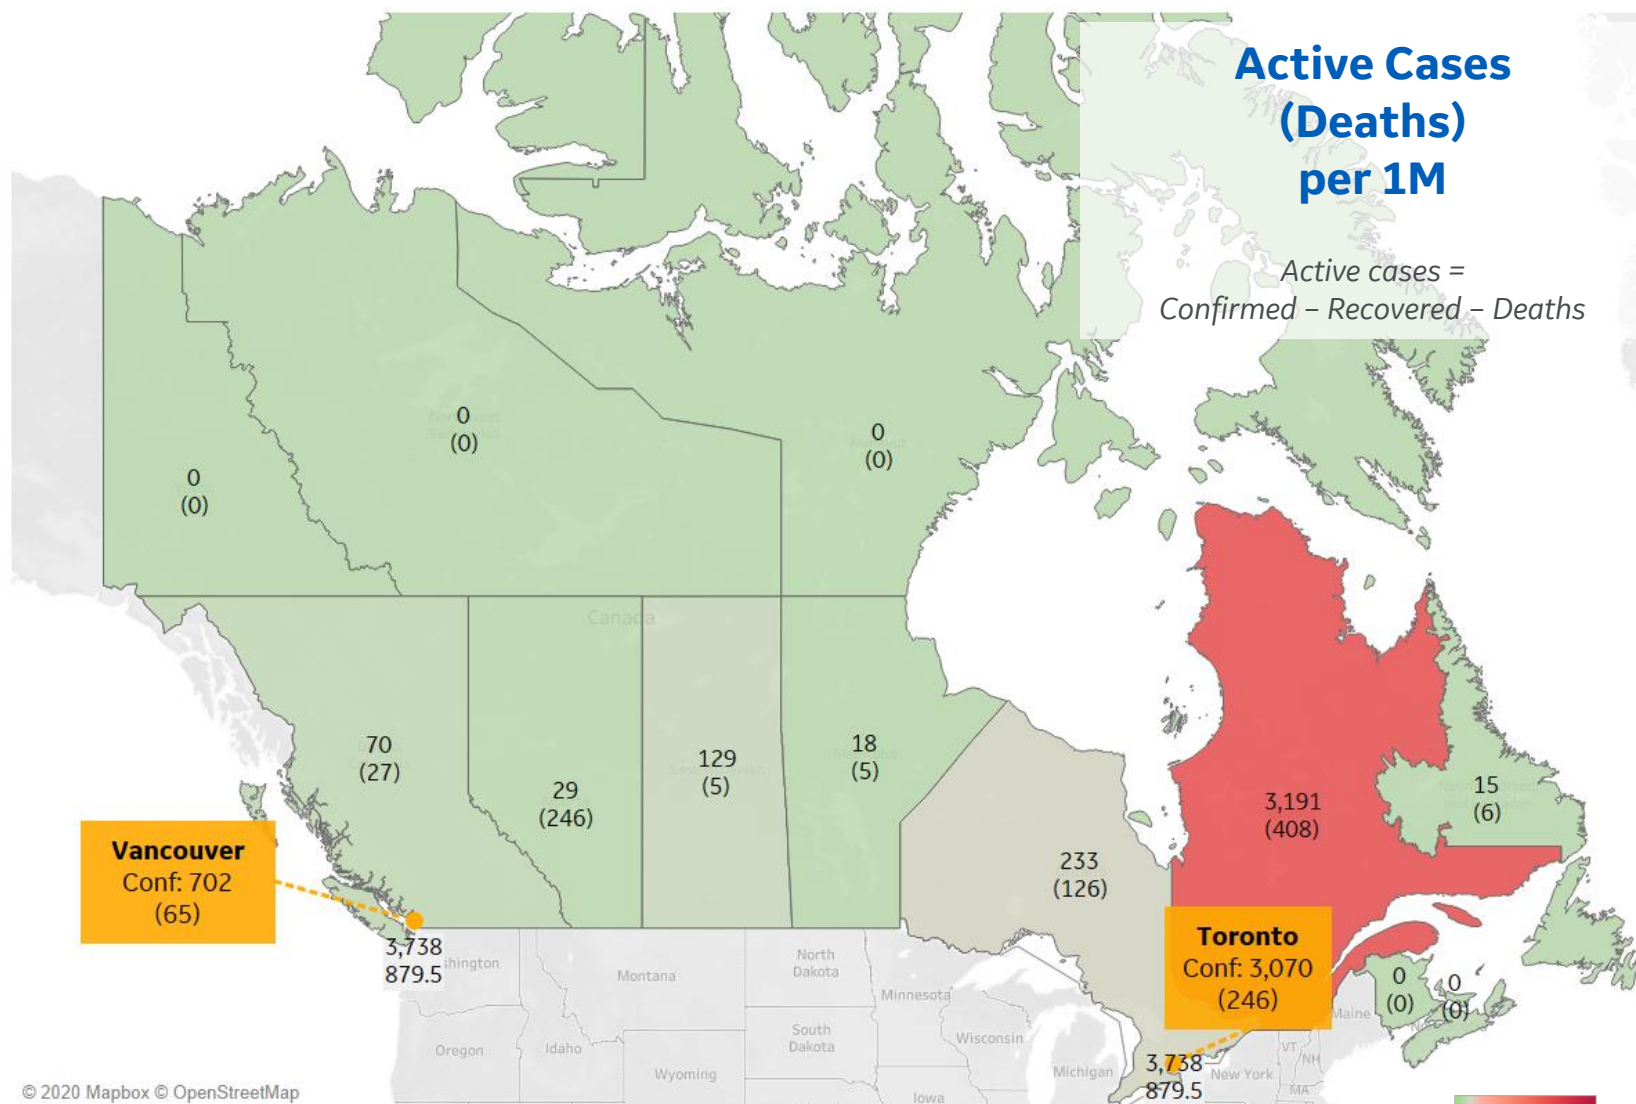 Active Cases
(Deaths)
per 1M
Active cases =
Confirmed – Recovered – Deaths
0
(0)
0
(0)
0
(0)
Canada
70
(27)
29
(246)
129
(5)
18
(5)
233
(126)
3,191
(408)
15
(6)
Vancouver
Conf: 702
(65)
3,738
879.5
Toronto
Conf: 3,070
(246)
3,738
879.5
0
(0)
0
(0)
shington
Montana
North
Dakota
Minnesota
Oregon
Idaho
Wyoming
South
Dakota
Wisconsin
Michigan
Iowa
New York
Maine
VT
NH
MA
© 2020 Mapbox © OpenStreetMap